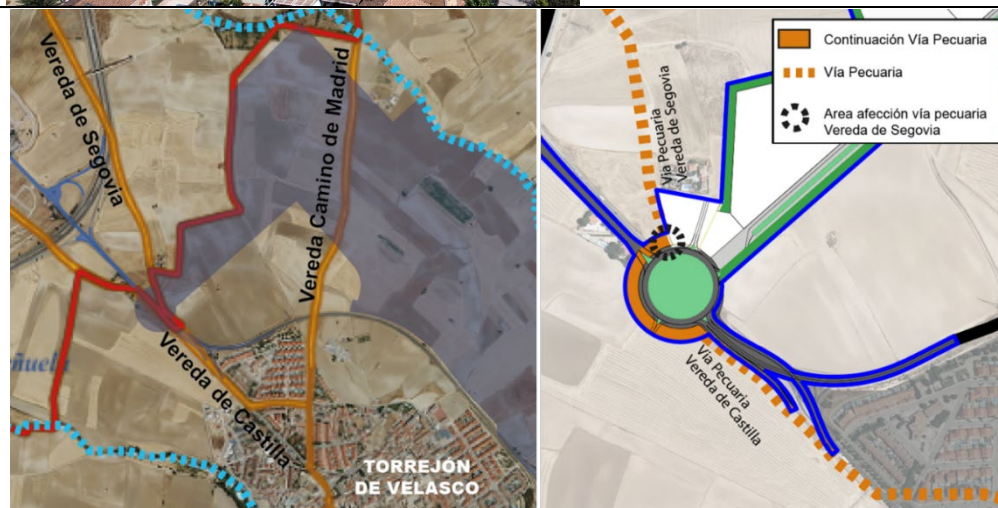 Vereda de Segovia
Vereda Camino de Madrid
Vereda de Castilla
TORREJÓN
DE VELASCO
Continuación Vía Pecuaria
Vía Pecuaria
Area afección vía pecuaria
Vereda de Segovia
Vía Pecuaria
Vereda de Segovia
Vía Pecuaria
Vereda de Castilla